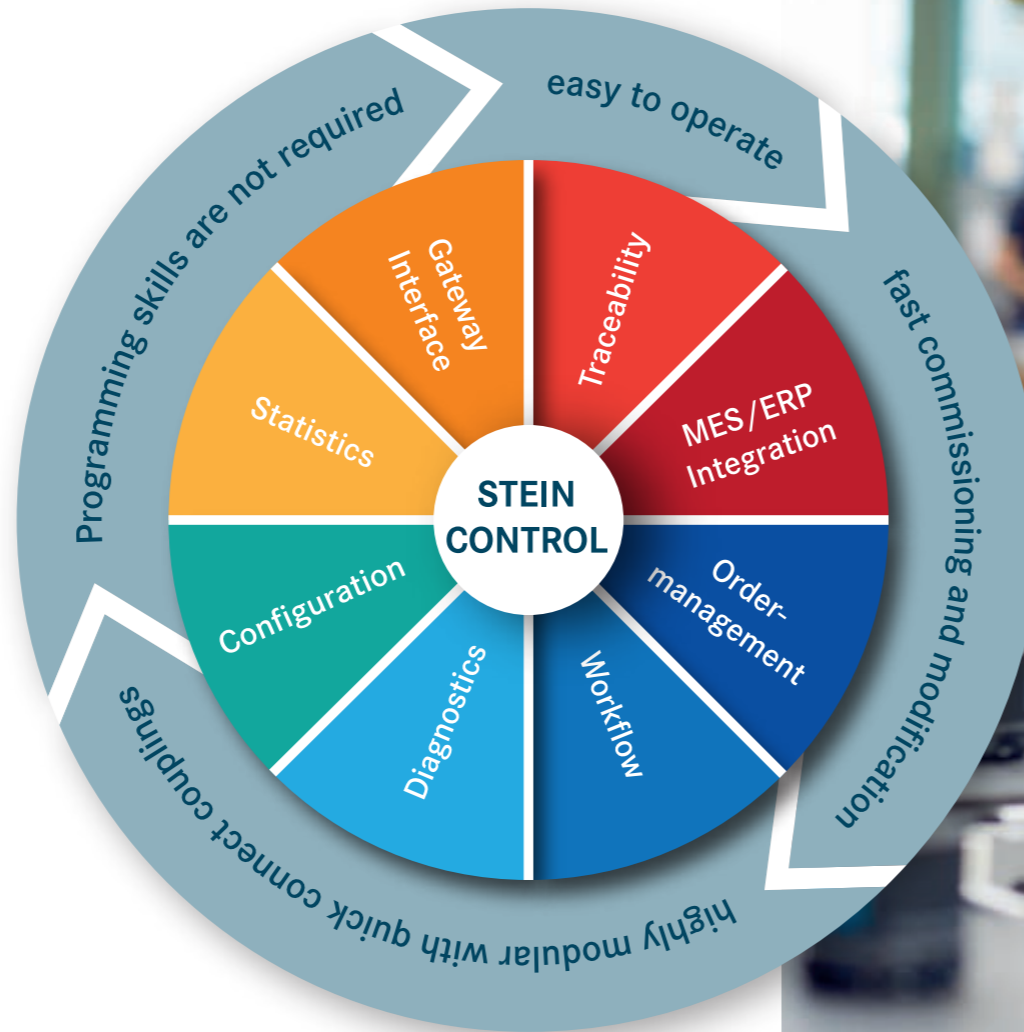 Programming skills are not required
easy to operate
fast commissioning and modification
highly modular with quick connect couplings
Gateway
Interface
Traceability
MES/ERP
Integration
Order-
management
Workflow
Diagnostics
Configuration
Statistics
STEIN
CONTROL